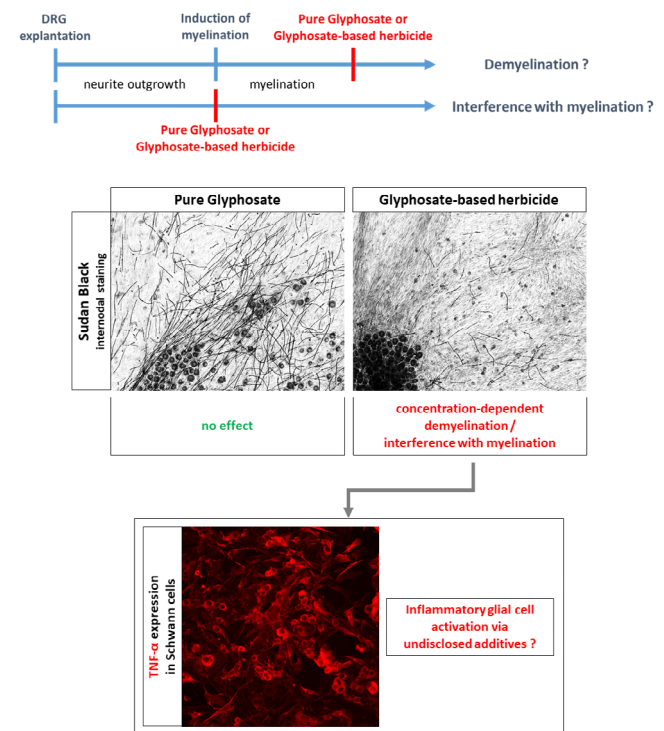 DRG
explantation
Induction of
myelination
Pure Glyphosate or
Glyphosate-based herbicide
Demyelination ?
neurite outgrowth
myelination
Interference with myelination ?
Pure Glyphosate or
Glyphosate-based herbicide
Pure Glyphosate
Glyphosate-based herbicide
Sudan Black
internodal staining
no effect
concentration-dependent
demyelination /
interference with myelination
TNF-α expression
in Schwann cells
Inflammatory glial cell
activation via
undisclosed additives ?